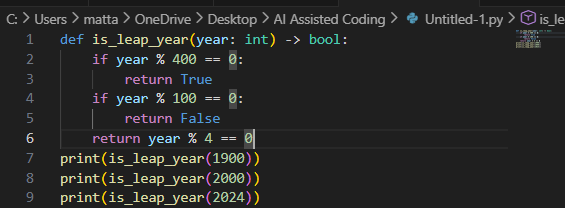 C: > Users > matta > OneDrive > Desktop > AI Assisted Coding > Untitled-1.py > is_le
1 def is_leap_year(year: int) -> bool:
2     if year % 400 == 0:
3         return True
4     if year % 100 == 0:
5         return False
6     return year % 4 == 0
7 print(is_leap_year(1900))
8 print(is_leap_year(2000))
9 print(is_leap_year(2024))